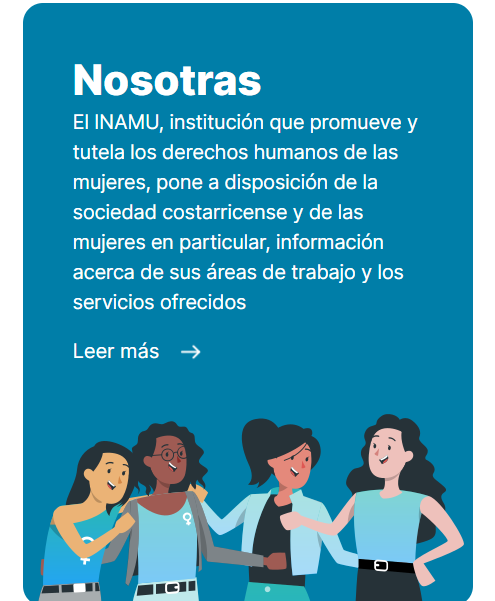 Nosotras
El INAMU, institución que promueve y
tutela los derechos humanos de las
mujeres, pone a disposición de la
sociedad costarricense y de las
mujeres en particular, información
acerca de sus áreas de trabajo y los
servicios ofrecidos
Leer más →